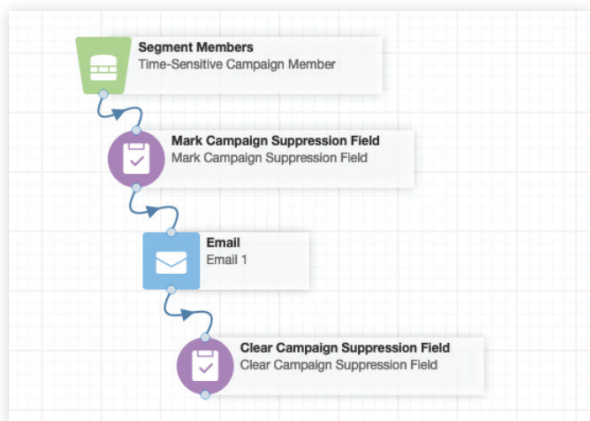 Segment Members
Time-Sensitive Campaign Member
Mark Campaign Suppression Field
Mark Campaign Suppression Field
Email
Email 1
Clear Campaign Suppression Field
Clear Campaign Suppression Field